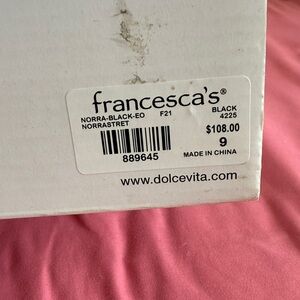 francesca's®
NORRA-BLACK-EO F21 BLACK
NORRASTRET 4225
$108.00
9
889645 MADE IN CHINA
www.dolcevita.com